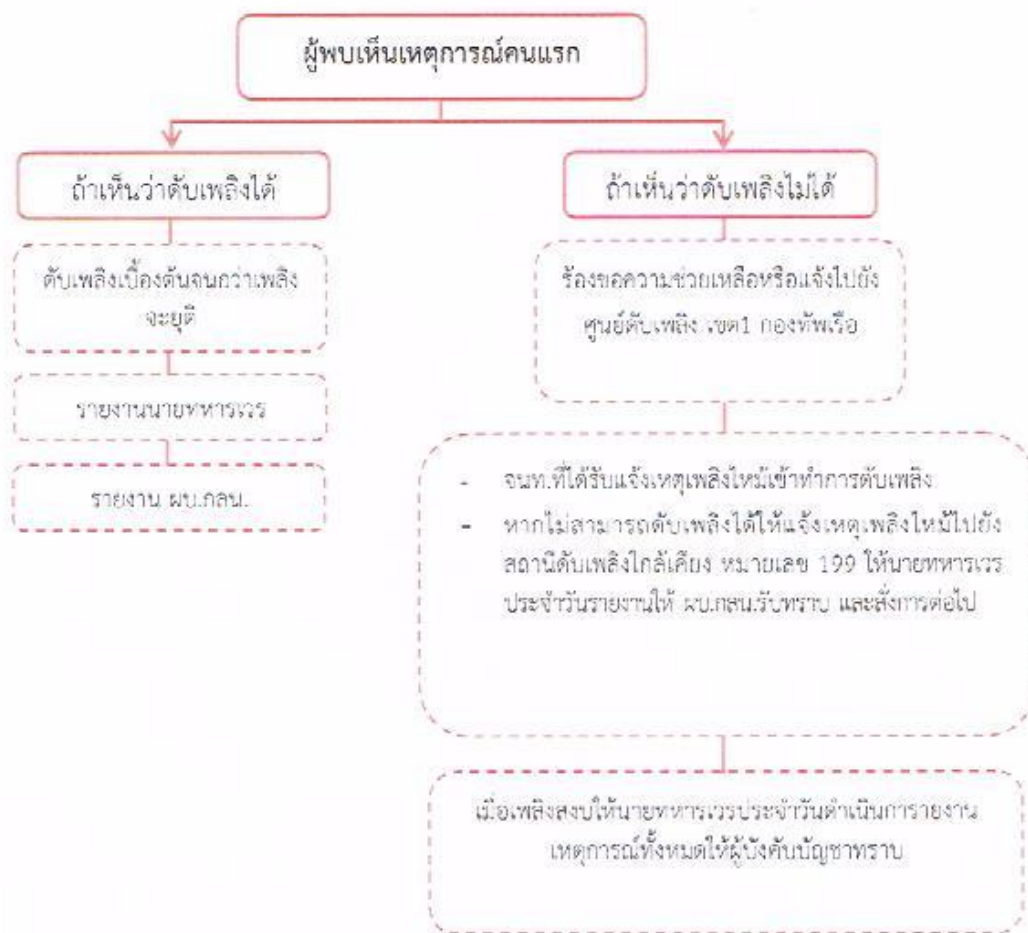 ผู้พบเห็นเหตุการณ์คนแรก
ถ้าเห็นว่าดับเพลิงได้
ดับเพลิงเบื้องต้นจนกว่าเพลิง
จะยุติ
รายงานนายทหารเวร
รายงาน ผบ.กลน.
ถ้าเห็นว่าดับเพลิงไม่ได้
ร้องขอความช่วยเหลือหรือแจ้งไปยัง
ศูนย์ดับเพลิง เขต1 กองทัพเรือ
- จนท.ที่ได้รับแจ้งเหตุเพลิงไหม้เข้าทำการดับเพลิง
- หากไม่สามารถดับเพลิงได้ให้แจ้งเหตุเพลิงไหม้ไปยัง
สถานีดับเพลิงใกล้เคียง หมายเลข 199 ให้นายทหารเวร
ประจำวันรายงานให้ ผบ.กลน.รับทราบ และสั่งการต่อไป
เมื่อเพลิงสงบให้นายทหารเวรประจำวันดำเนินการายงาน
เหตุการณ์ทั้งหมดให้ผู้บังคับบัญชาทราบ